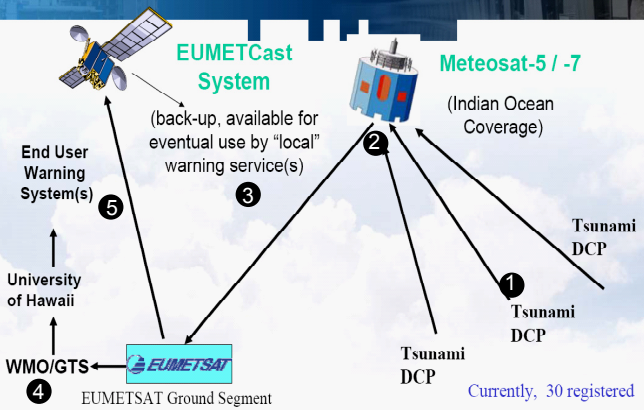 EUMETCast
System
Meteosat-5 / -7
(Indian Ocean
Coverage)
(back-up, available for
eventual use by “local”
warning service(s)
2
3
End User
Warning
System(s)
5
Tsunami
DCP
University
of Hawaii
1
Tsunami
DCP
Tsunami
DCP
WMO/GTS
EUMETSAT
4
EUMETSAT Ground Segment
Currently, 30 registered